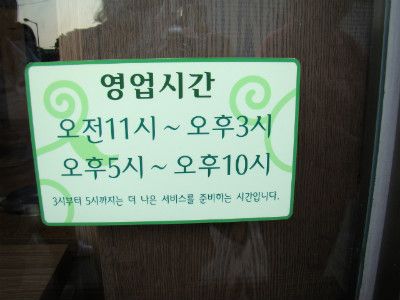 영업시간
오전11시 ~ 오후3시
오후5시 ~ 오후10시
3시부터 5시까지는 더 나은 서비스를 준비하는 시간입니다.